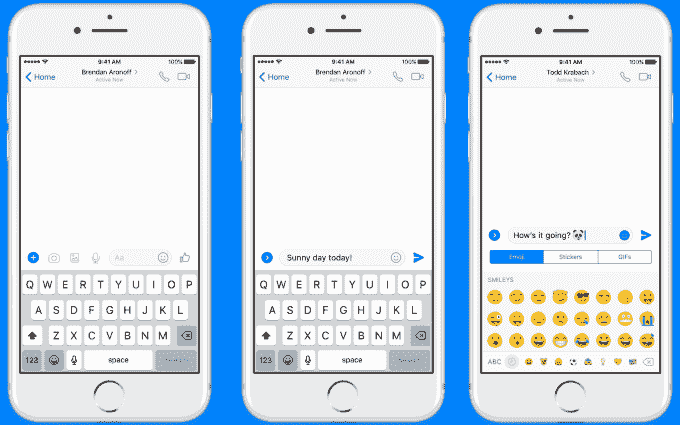 9:41 AM 100%
Home Brendan Aronoff
Active Now
Aa
Q W E R T Y U I O P
A S D F G H J K L
Z X C V B N M
123 space
9:41 AM 100%
Home Brendan Aronoff
Active Now
Sunny day today!
Q W E R T Y U I O P
A S D F G H J K L
Z X C V B N M
123 space
9:41 AM 100%
Home Todd Krabach
Active Now
How's it going? 🐼
Emoji Stickers GIFs
SMILEYS
ABC